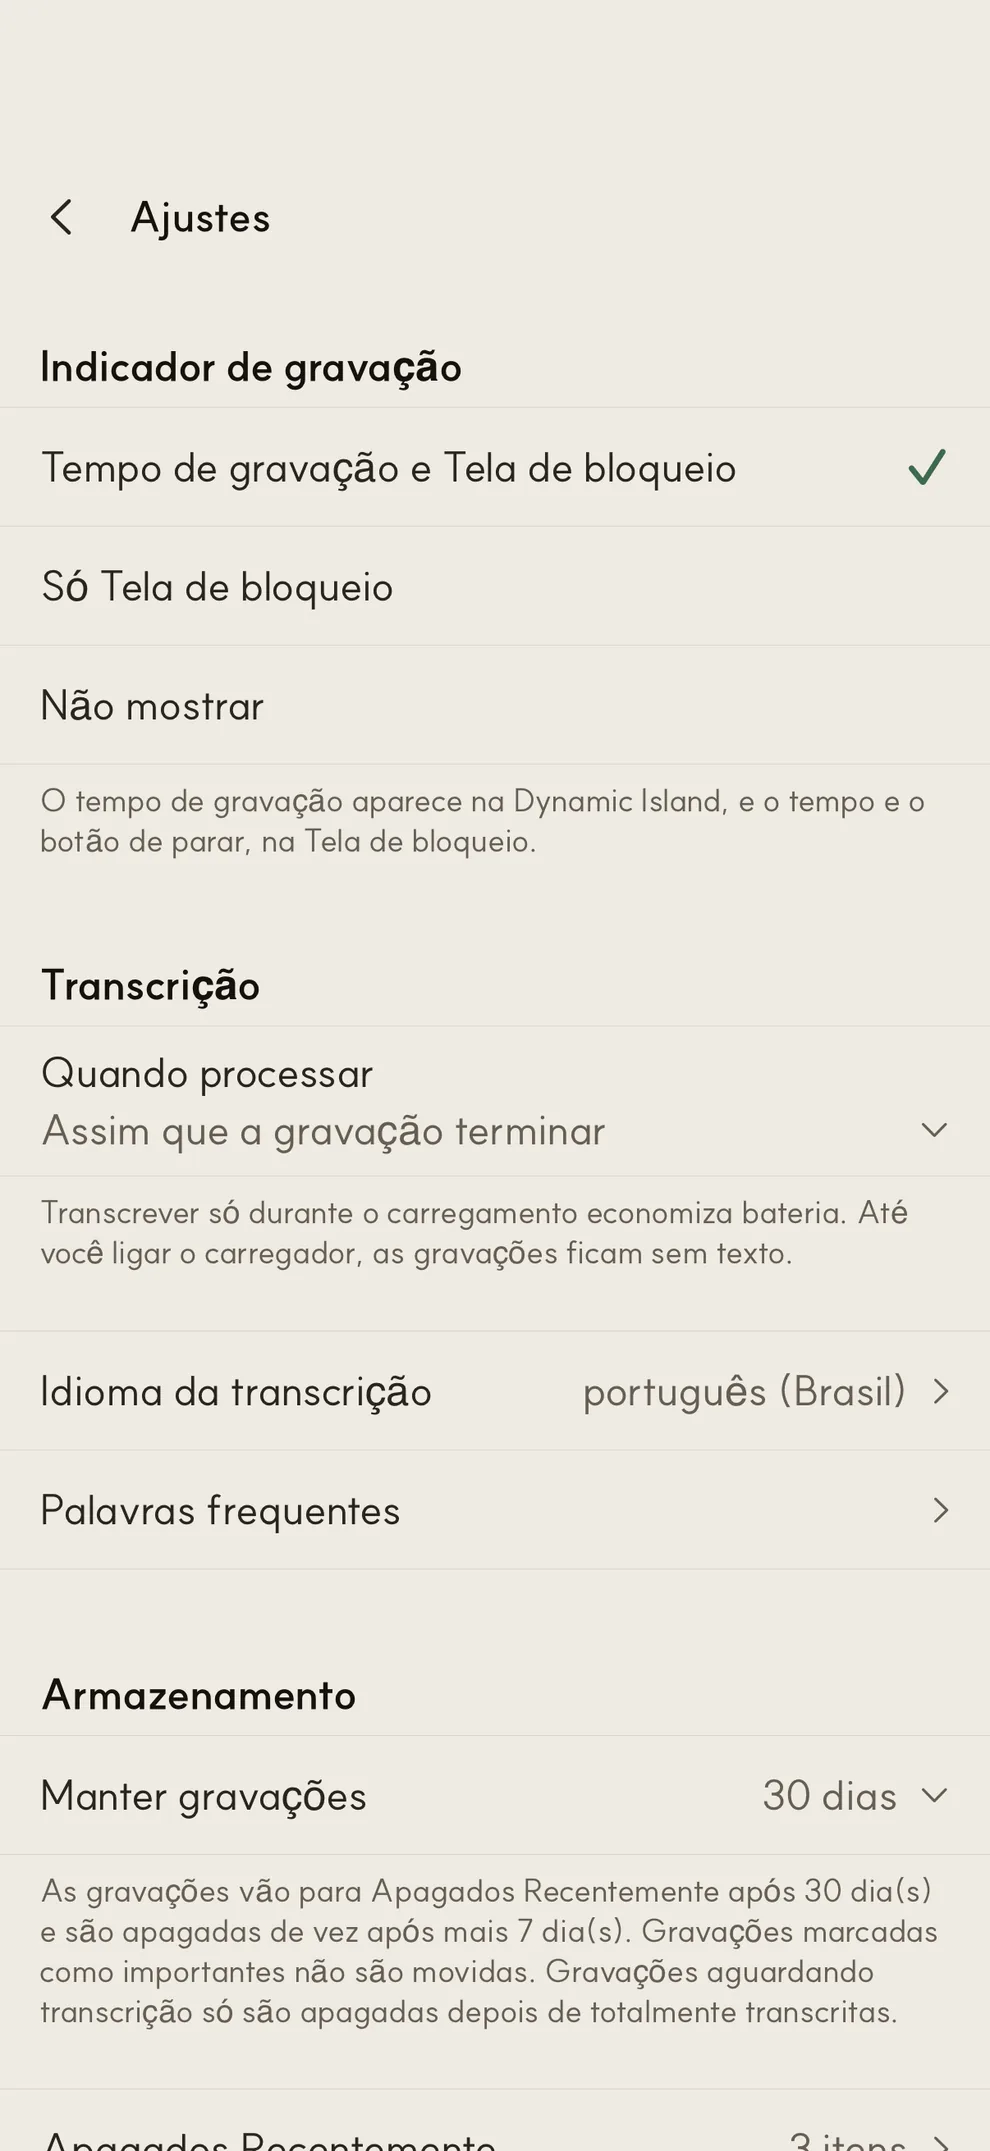 Ajustes
Indicador de gravação
Tempo de gravação e Tela de bloqueio
Só Tela de bloqueio
Não mostrar
O tempo de gravação aparece na Dynamic Island, e o tempo e o
botão de parar, na Tela de bloqueio.
Transcrição
Quando processar
Assim que a gravação terminar
Transcrever só durante o carregamento economiza bateria. Até
você ligar o carregador, as gravações ficam sem texto.
Idioma da transcrição português (Brasil)
Palavras frequentes
Armazenamento
Manter gravações 30 dias
As gravações vão para Apagados Recentemente após 30 dia(s)
e são apagadas de vez após mais 7 dia(s). Gravações marcadas
como importantes não são movidas. Gravações aguardando
transcrição só são apagadas depois de totalmente transcritas.
Apagados Recentemente 3 itens